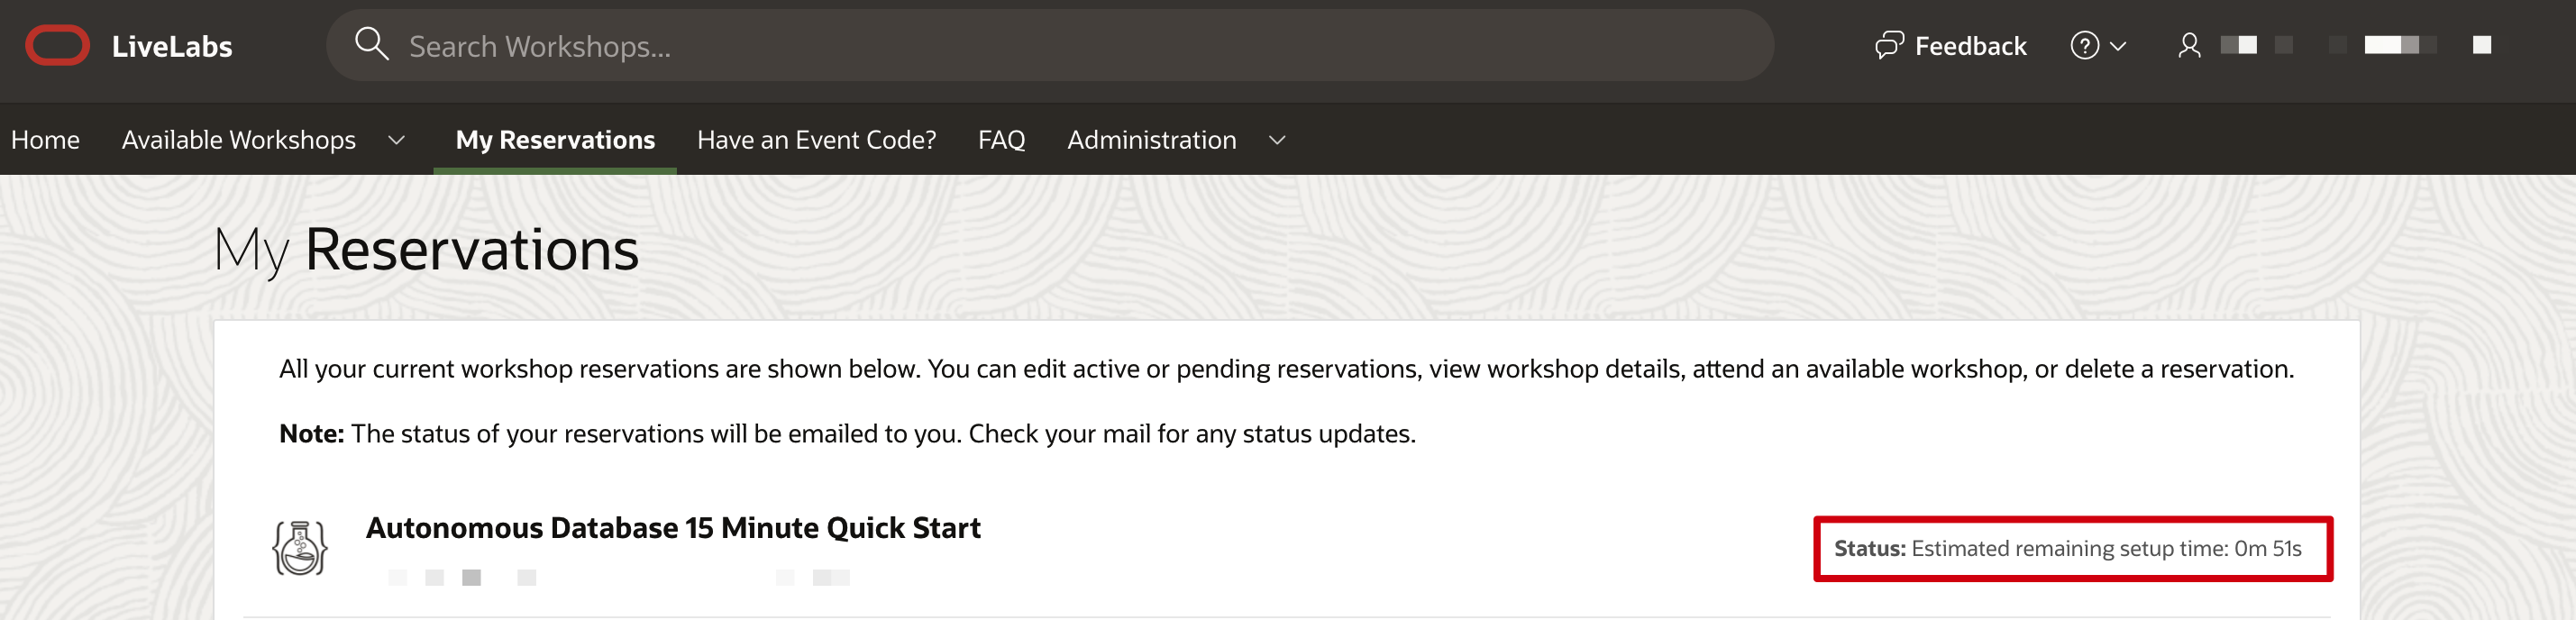 LiveLabs
Search Workshops...
Feedback
Home Available Workshops My Reservations Have an Event Code? FAQ Administration
My Reservations
All your current workshop reservations are shown below. You can edit active or pending reservations, view workshop details, attend an available workshop, or delete a reservation.
Note: The status of your reservations will be emailed to you. Check your mail for any status updates.
Autonomous Database 15 Minute Quick Start
Status: Estimated remaining setup time: 0m 51s